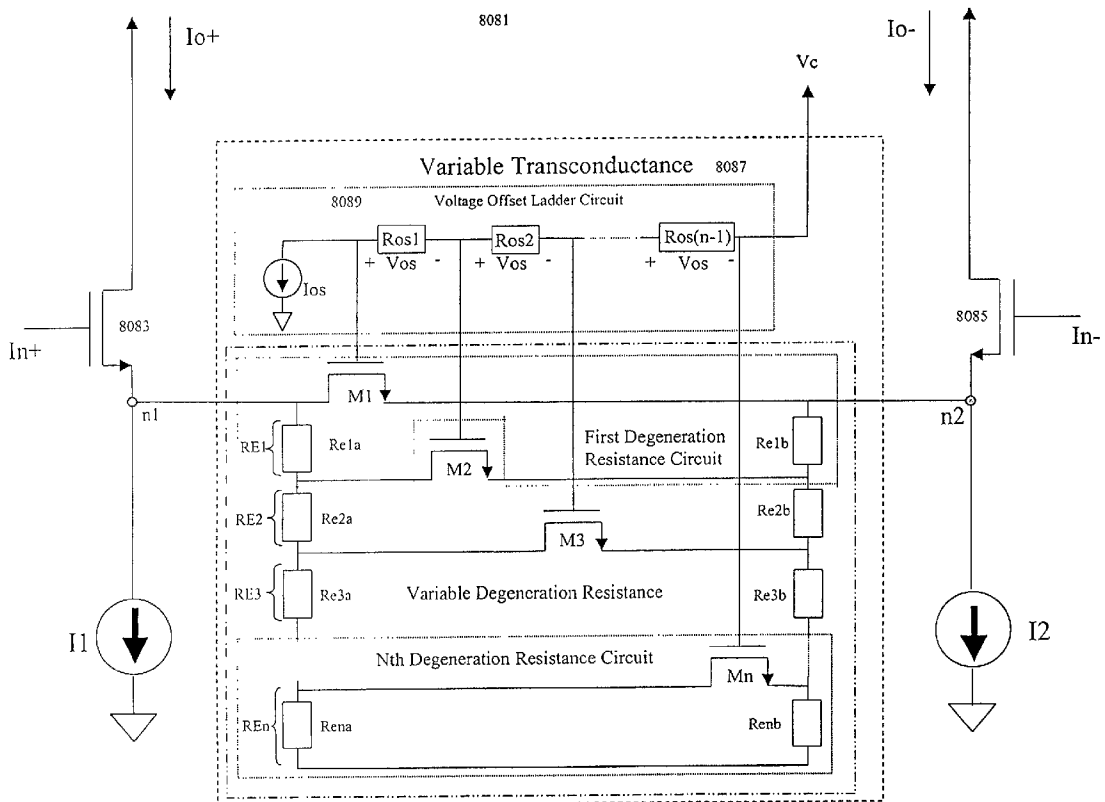 8081
Io+
Io-
Vc
Variable Transconductance 8087
8089
Voltage Offset Ladder Circuit
Ros1
Ros2
Ros(n-1)
+ Vos -
+ Vos -
+ Vos -
Ios
8083
8085
In+
In-
M1
n1
n2
RE1
Re1a
M2
First Degeneration
Resistance Circuit
Re1b
RE2
Re2a
Re2b
M3
RE3
Re3a
Variable Degeneration Resistance
Re3b
I1
I2
Nth Degeneration Resistance Circuit
Mn
REn
Rena
Renb